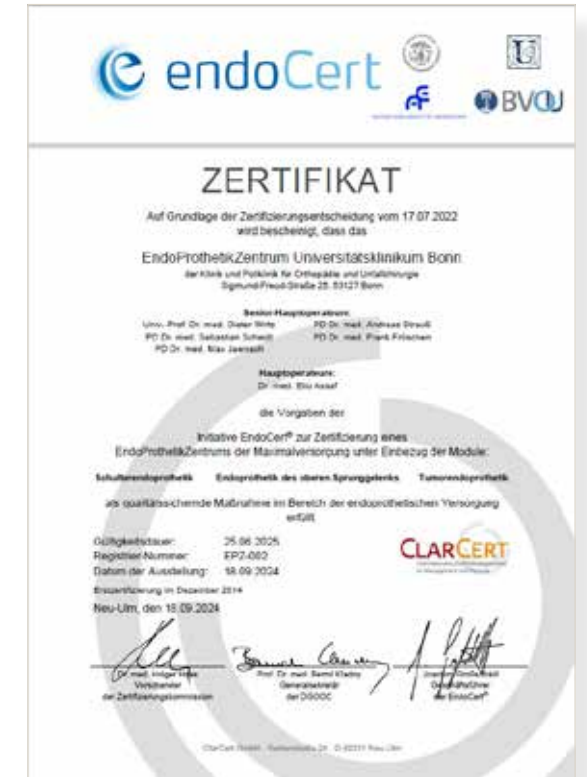 endoCert
BVOU
ZERTIFIKAT
Auf Grundlage der Zertifizierungsentscheidung vom 17.07.2022
wird bescheinigt, dass das
EndoProthetikZentrum Universitätsklinikum Bonn
der Klinik und Poliklinik für Orthopädie und Unfallchirurgie
Sigmund-Freud-Straße 25, 53127 Bonn
Senior-Hauptoperateure:
Univ.-Prof. Dr. med. Dieter Wirtz PD Dr. med. Andreas Strauß
PD Dr. med. Sebastian Scheidt PD Dr. med. Frank
PD Dr. med. Max Jaenisch
Hauptoperateure:
Dr. med. Elio Assaf
die Vorgaben der
Initiative EndoCert® zur Zertifizierung eines
EndoProthetikZentrums der Maximalversorgung unter Einbezug der Module:
Schulterendoprothetik Endoprothetik des oberen Sprunggelenks Tumorendoprothetik
als qualitätssichernde Maßnahme im Bereich der endoprothetischen Versorgung
erfüllt
Gültigkeitsdauer: 25.06.2025
Registrier-Nummer: EPZ-002
Datum der Ausstellung: 18.09.2024
Erstzertifizierung im Dezember 2014
CLARCERT
Neu-Ulm, den 18.09.2024
Dr. med. Holger Prof. Dr. med. Bernd Kladny
Vorsitzender Generalsekretär Geschäftsführer
der Zertifizierungskommission der DGOOC der EndoCert®
ClarCert GmbH